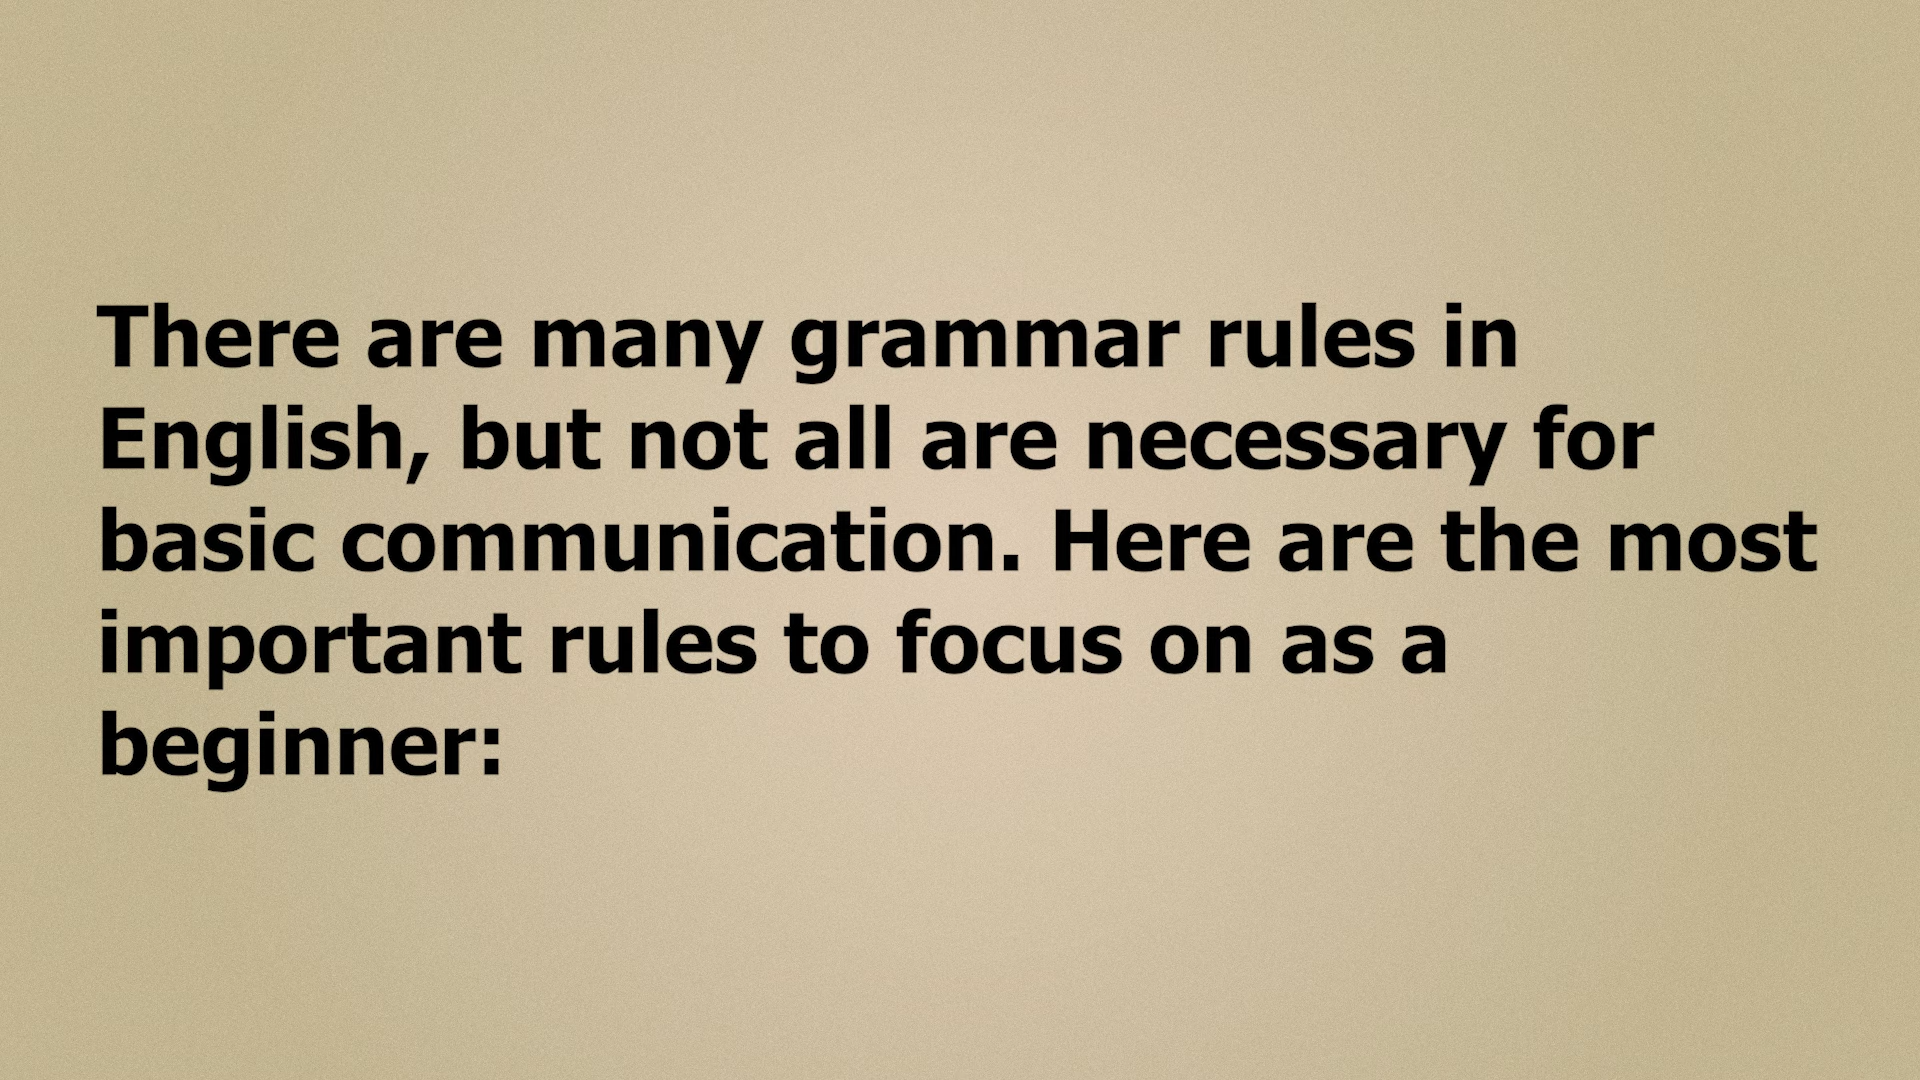 There are many grammar rules in
English, but not all are necessary for
basic communication. Here are the most
important rules to focus on as a
beginner: